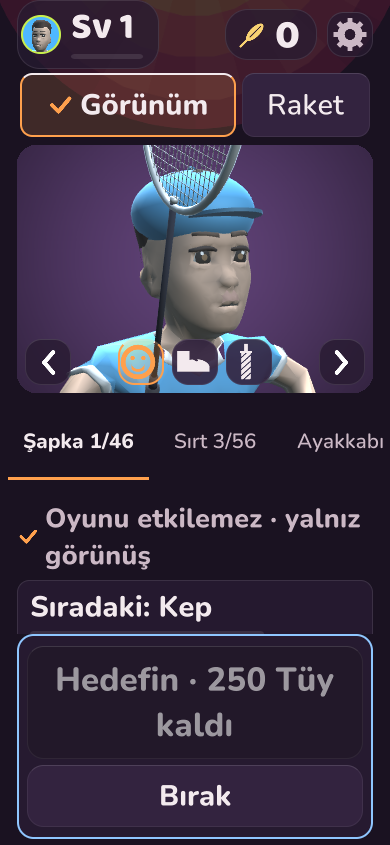 Sv 1
0
Görünüm
Raket
Şapka 1/46
Sırt 3/56
Ayakkabı
Oyunu etkilemez · yalnız
görünüş
Sıradaki: Kep
Hedefin · 250 Tüy
kaldı
Bırak